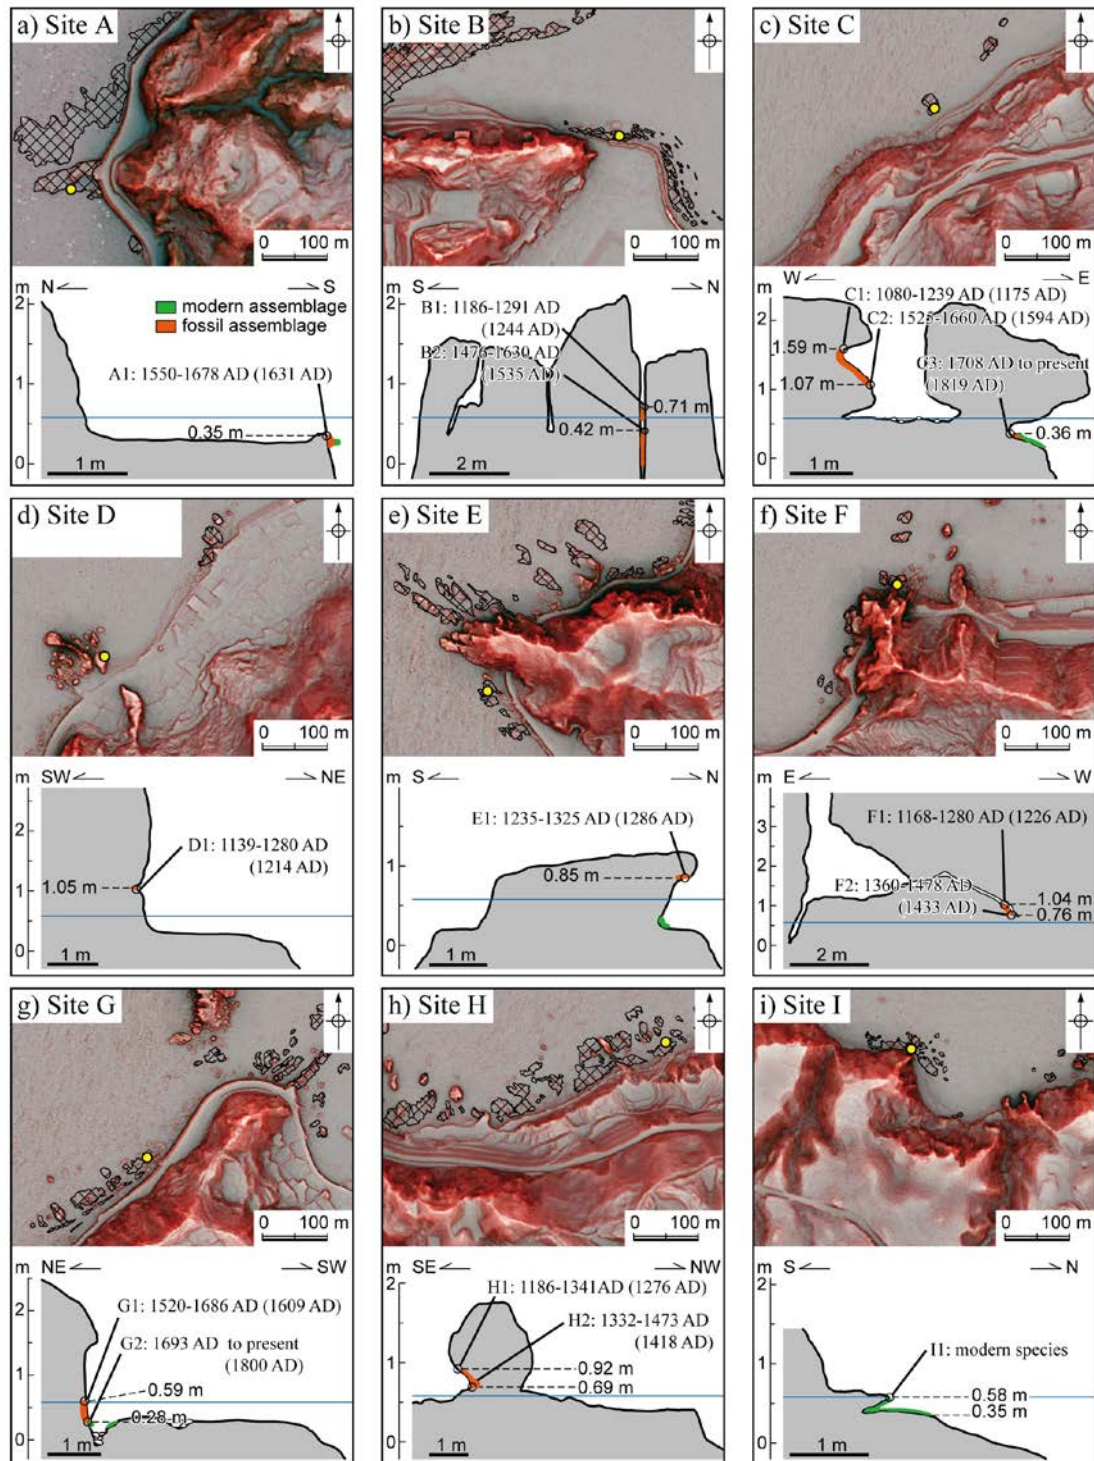 a) Site A
0 100 m
m N S
2
1
0
modern assemblage
fossil assemblage
A1: 1550-1678 AD (1631 AD)
0.35 m
1 m
b) Site B
0 100 m
m S N
2
1
0
B1: 1186-1291 AD
(1244 AD)
B2: 1476-1630 AD
(1535 AD)
0.71 m
0.42 m
2 m
c) Site C
0 100 m
m W E
2
1
0
C1: 1080-1239 AD (1175 AD)
C2: 1525-1660 AD (1594 AD)
1.59 m
C3: 1708 AD to present
(1819 AD)
1.07 m
0.36 m
1 m
d) Site D
0 100 m
m SW NE
2
1
0
D1: 1139-1280 AD
(1214 AD)
1.05 m
1 m
e) Site E
0 100 m
m S N
2
1
0
E1: 1235-1325 AD (1286 AD)
0.85 m
1 m
f) Site F
0 100 m
m E W
3
2
1
0
F1: 1168-1280 AD (1226 AD)
F2: 1360-1478 AD
(1433 AD)
1.04 m
0.76 m
2 m
g) Site G
0 100 m
m NE SW
2
1
0
G1: 1520-1686 AD (1609 AD)
G2: 1693 AD to present
(1800 AD)
0.59 m
0.28 m
1 m
h) Site H
0 100 m
m SE NW
2
1
0
H1: 1186-1341AD (1276 AD)
H2: 1332-1473 AD
(1418 AD)
0.92 m
0.69 m
1 m
i) Site I
0 100 m
m S N
2
1
0
I1: modern species
0.58 m
0.35 m
1 m